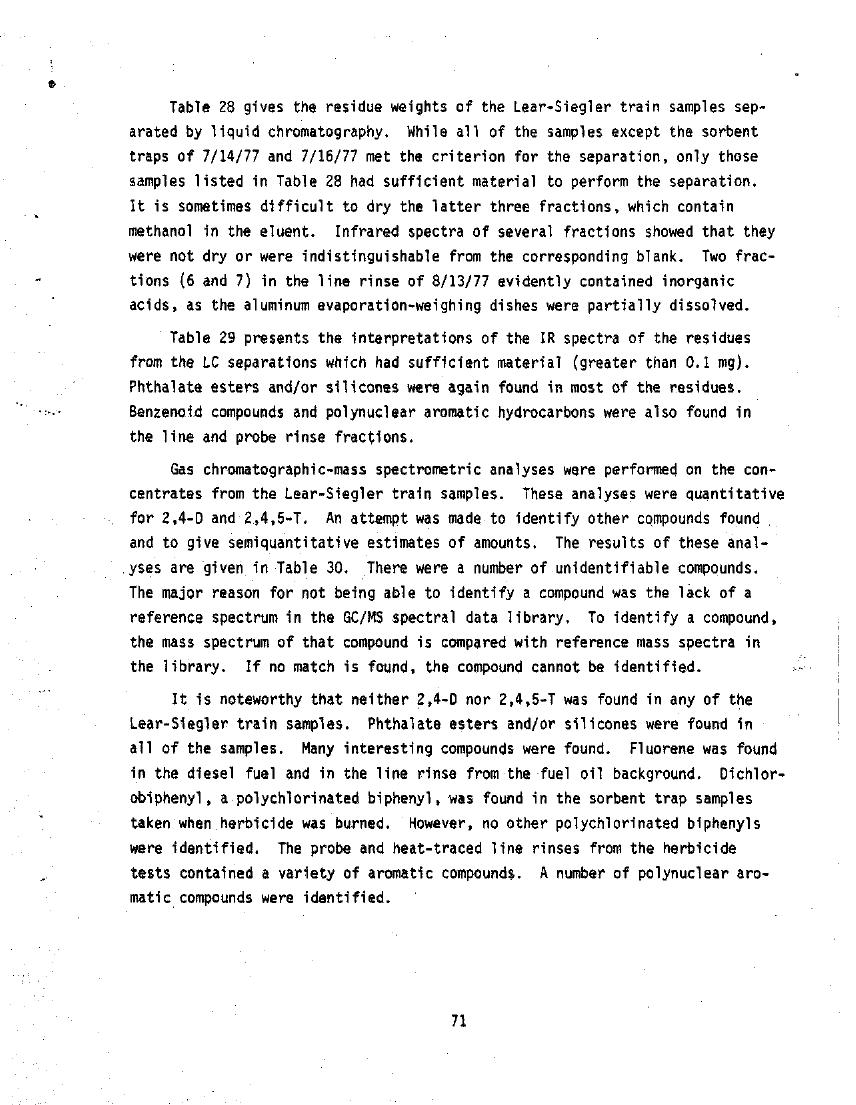 Table 28 gives the residue weights of the Lear-Siegler train samples sep-
arated by liquid chromatography. While all of the samples except the sorbent
traps of 7/14/77 and 7/16/77 met the criterion for the separation, only those
samples listed in Table 28 had sufficient material to perform the separation.
It is sometimes difficult to dry the latter three fractions, which contain
methanol in the eluent. Infrared spectra of several fractions showed that they
were not dry or were indistinguishable from the corresponding blank. Two frac-
tions (6 and 7) in the line rinse of 8/13/77 evidently contained inorganic
acids, as the aluminum evaporation-weighing dishes were partially dissolved.
Table 29 presents the interpretations of the IR spectra of the residues
from the LC separations which had sufficient material (greater than 0.1 mg).
Phthalate esters and/or silicones were again found in most of the residues.
Benzenoid compounds and polynuclear aromatic hydrocarbons were also found in
the line and probe rinse fractions.
Gas chromatographic-mass spectrometric analyses were performed on the con-
centrates from the Lear-Siegler train samples. These analyses were quantitative
for 2,4-D and 2,4,5-T. An attempt was made to identify other compounds found
and to give semiquantitative estimates of amounts. The results of these anal-
yses are given in Table 30. There were a number of unidentifiable compounds.
The major reason for not being able to identify a compound was the lack of a
reference spectrum in the GC/MS spectral data library. To identify a compound,
the mass spectrum of that compound is compared with reference mass spectra in
the library. If no match is found, the compound cannot be identified.
It is noteworthy that neither 2,4-D nor 2,4,5-T was found in any of the
Lear-Siegler train samples. Phthalate esters and/or silicones were found in
all of the samples. Many interesting compounds were found. Fluorene was found
in the diesel fuel and in the line rinse from the fuel oil background. Dichlor-
obiphenyl, a polychlorinated biphenyl, was found in the sorbent trap samples
taken when herbicide was burned. However, no other polychlorinated biphenyls
were identified. The probe and heat-traced line rinses from the herbicide
tests contained a variety of aromatic compounds. A number of polynuclear aro-
matic compounds were identified.
71